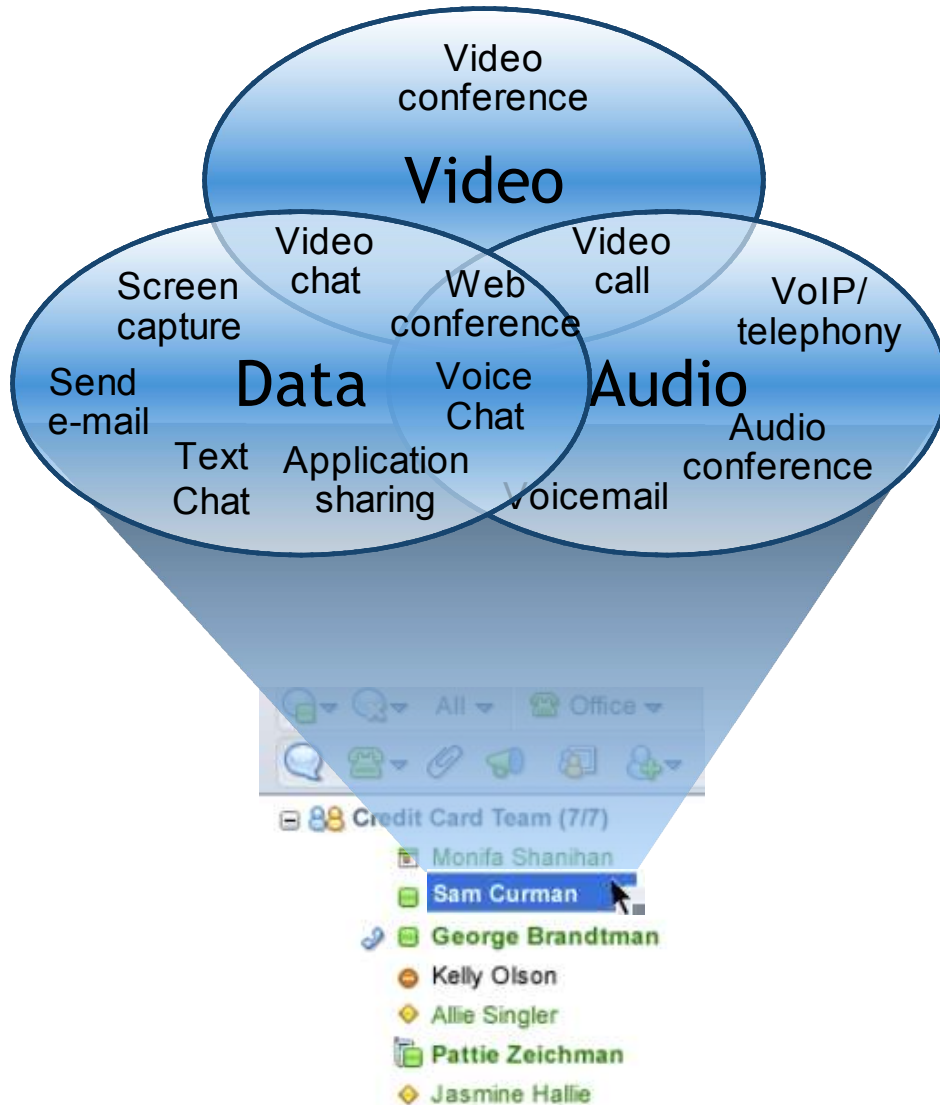 Video
conference
Video
Video
chat
Video
call
Screen
capture
Web
conference
VoIP/
telephony
Send
e-mail
Data
Voice
Chat
Audio
Audio
conference
Text
Chat
Application
sharing
Voicemail
All
Office
Credit Card Team (7/7)
Monifa Shanihan
Sam Curman
George Brandtman
Kelly Olson
Allie Singler
Pattie Zeichman
Jasmine Hallie